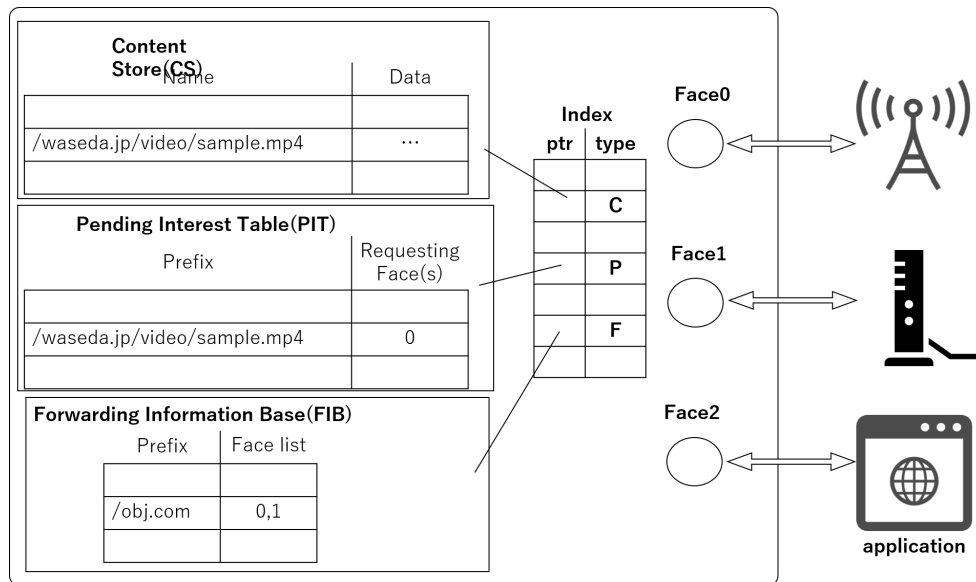 Content
Store(CS)
Name
Data
/waseda.jp/video/sample.mp4
…
Pending Interest Table(PIT)
Prefix
Requesting
Face(s)
/waseda.jp/video/sample.mp4
0
Forwarding Information Base(FIB)
Prefix
Face list
/obj.com
0,1
Index
ptr
type
C
P
F
Face0
Face1
Face2
application